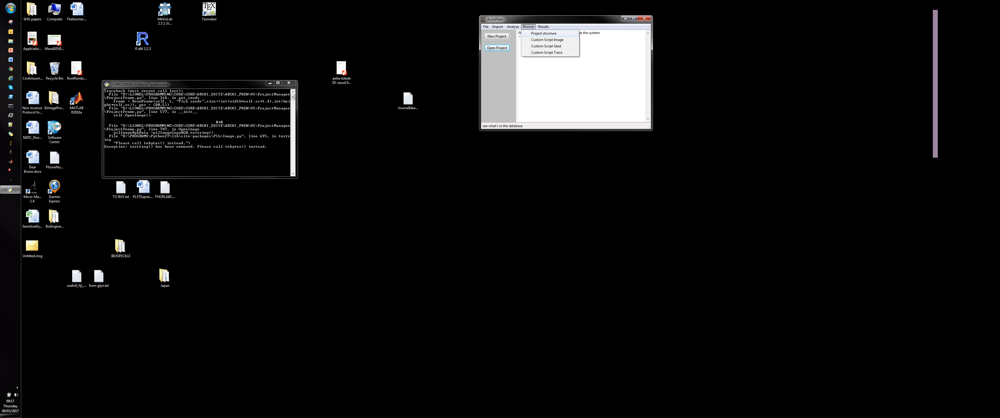 SHG papers
Computer
Thebiomec...
MeVisLab
2.7.1 (V...
TEX
Texmaker
Applicatio...
MaudSENS...
R x64 3.2.3
Continuum...
Recycle Bin
RootRando...
petia toledo
3D vessel 0...
Non invasive
Protocol fo...
IUmagePro...
MATLAB
R2016a
JournalIdea...
NERC_floo...
Software
Center
Dear
Bruno.docx
PhoneNu...
Micro-Ma...
1.4
Garmin
Express
TO BUY.txt
PLSTExpres...
THORLABS....
SensitiveDy...
BioEngine...
Untitled.msg
BIOSPECKLE
usefull_fiji_...
from glyn.txt
Japan
D:\PROGRAMS\Python27\python.exe
Traceback (most recent call last):
File "D:\LIONEL\PROGRAMMING\CODE\CORE\ARCHI_SUITE\ARCHI_PHEN\V5\ProjectManager
\ProjectFrame.py", line 318, in get_seeds
frame = DrawFrame(self, 1, "Pick seeds",size=(int(width*self.sc*1.4),int(hei
ght*self.sc)), pos = (80,5))
File "D:\LIONEL\PROGRAMMING\CODE\CORE\ARCHI_SUITE\ARCHI_PHEN\V5\ProjectManager
\ProjectFrame.py", line 577, in __init__
self.OpenImage()
#*#
File "D:\LIONEL\PROGRAMMING\CODE\CORE\ARCHI_SUITE\ARCHI_PHEN\V5\ProjectManager
\ProjectFrame.py", line 747, in OpenImage
pilImageRgbData =pilImageCopyRGB.tostring()
File "D:\PROGRAMS\Python27\lib\site-packages\PIL\Image.py", line 695, in tostr
ing
"Please call tobytes() instead.")
Exception: tostring() has been removed. Please call tobytes() instead.
ArchiPhen
File Import Analyse Browse Results
New Project
Open Project
Project structure
Custom Script Image
Custom Script Seed
Custom Script Trace
the system:
see what's in the database
09:17
Thursday
09/03/2017